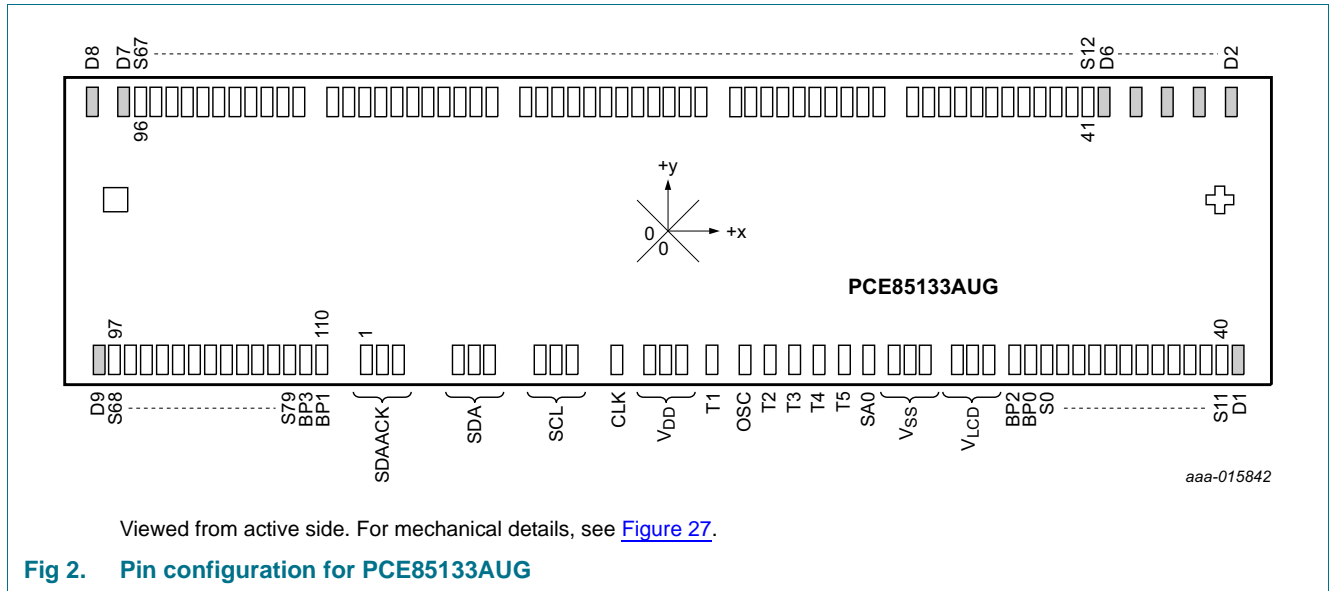 D8 D7 S67 S12 D6 D2
96 41
+y
0 +x
0
PCE85133AUG
97 110 1 40
D9 S68 S79 BP3 BP1 SDAACK SDA SCL CLK VDD T1 OSC T2 T3 T4 T5 SA0 VSS VLCD BP2 BP0 S0 S11 D1
aaa-015842
Viewed from active side. For mechanical details, see Figure 27.
Fig 2. Pin configuration for PCE85133AUG